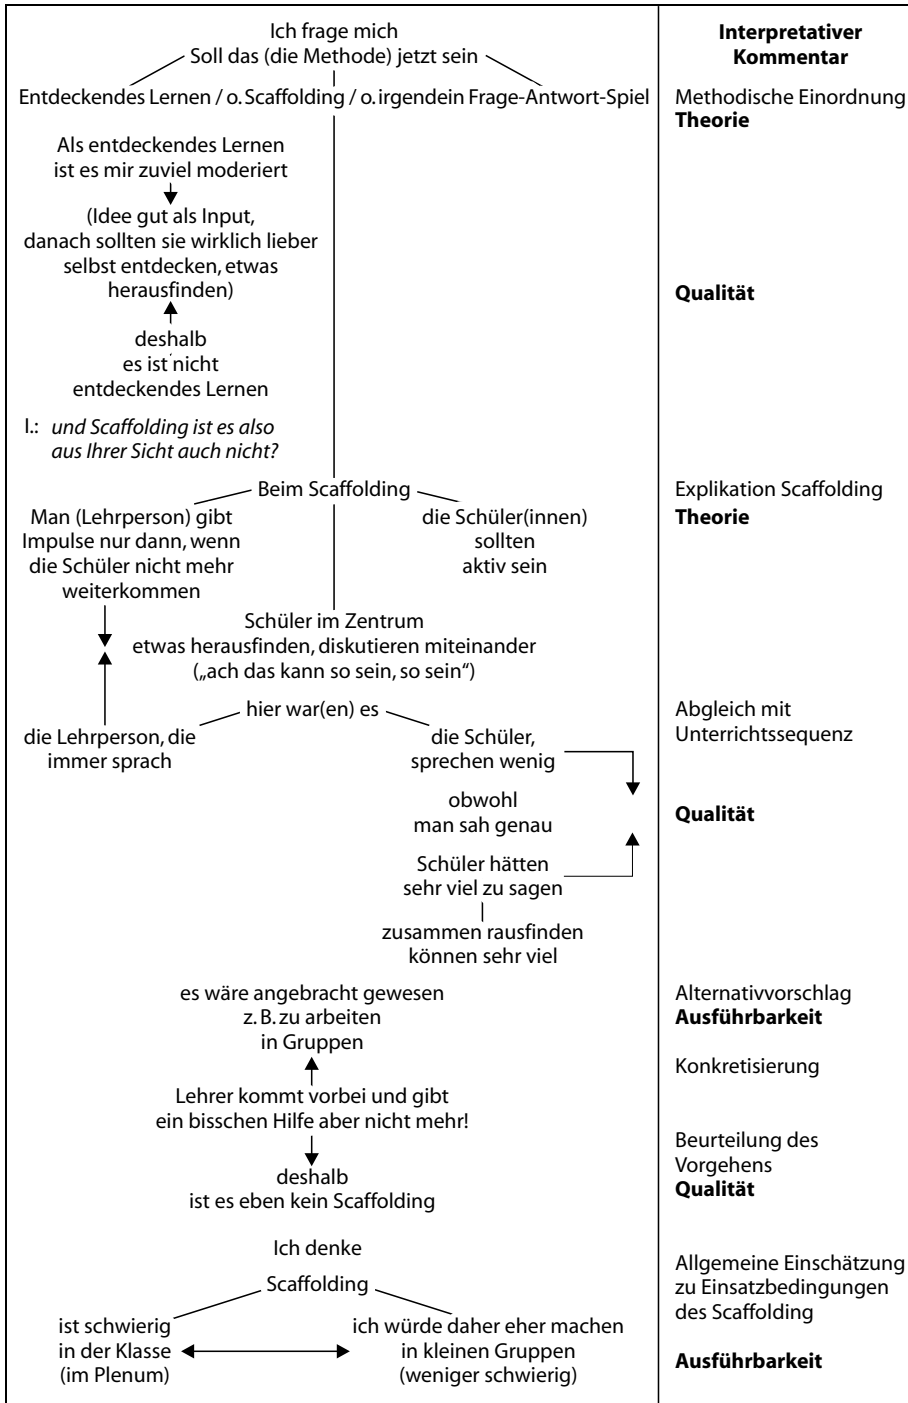 Ich frage mich
Soll das (die Methode) jetzt sein
Entdeckendes Lernen / o. Scaffolding / o. irgendein Frage-Antwort-Spiel
Als entdeckendes Lernen
ist es mir zuviel moderiert
(Idee gut als Input,
danach sollten sie wirklich lieber
selbst entdecken, etwas
herausfinden)
deshalb
es ist nicht
entdeckendes Lernen
I.: und Scaffolding ist es also
aus Ihrer Sicht auch nicht?
Beim Scaffolding
Man (Lehrperson) gibt
Impulse nur dann, wenn
die Schüler nicht mehr
weiterkommen
die Schüler(innen)
sollten
aktiv sein
Schüler im Zentrum
etwas herausfinden, diskutieren miteinander
(„ach das kann so sein, so sein“)
hier war(en) es
die Lehrperson, die
immer sprach
die Schüler,
sprechen wenig
obwohl
man sah genau
Schüler hätten
sehr viel zu sagen
zusammen rausfinden
können sehr viel
es wäre angebracht gewesen
z. B. zu arbeiten
in Gruppen
Lehrer kommt vorbei und gibt
ein bisschen Hilfe aber nicht mehr!
deshalb
ist es eben kein Scaffolding
Ich denke
Scaffolding
ist schwierig
in der Klasse
(im Plenum)
ich würde daher eher machen
in kleinen Gruppen
(weniger schwierig)
Interpretativer
Kommentar
Methodische Einordnung
Theorie
Qualität
Explikation Scaffolding
Theorie
Abgleich mit
Unterrichtssequenz
Qualität
Alternativvorschlag
Ausführbarkeit
Konkretisierung
Beurteilung des
Vorgehens
Qualität
Allgemeine Einschätzung
zu Einsatzbedingungen
des Scaffolding
Ausführbarkeit